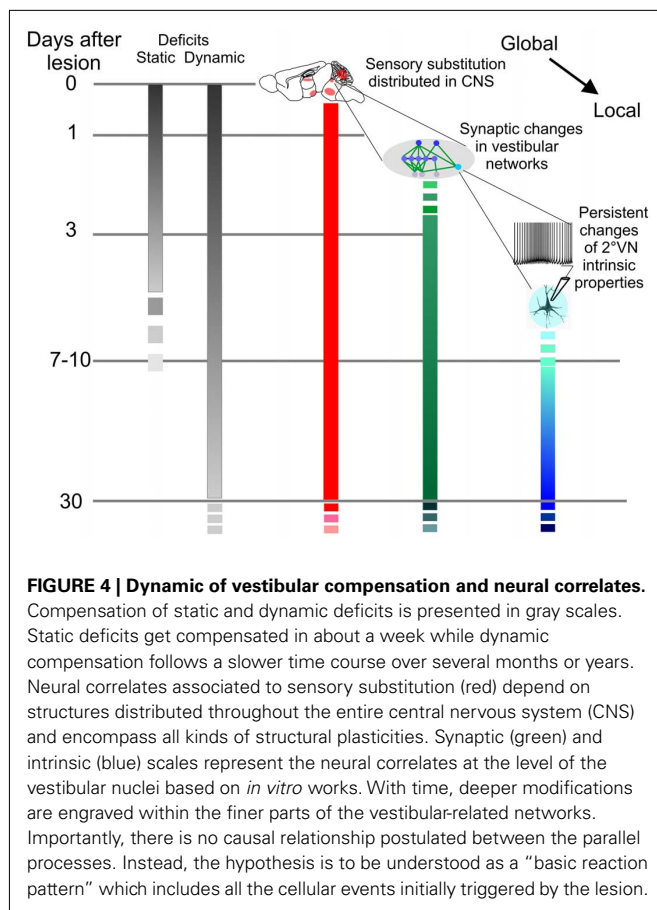 Days after
lesion
Deficits
Static Dynamic
0
1
3
7-10
30
Sensory substitution
distributed in CNS
Global
Local
Synaptic changes
in vestibular
networks
Persistent
changes
of 2°VN
intrinsic
properties
FIGURE 4 | Dynamic of vestibular compensation and neural correlates.
Compensation of static and dynamic deficits is presented in gray scales.
Static deficits get compensated in about a week while dynamic
compensation follows a slower time course over several months or years.
Neural correlates associated to sensory substitution (red) depend on
structures distributed throughout the entire central nervous system (CNS)
and encompass all kinds of structural plasticities. Synaptic (green) and
intrinsic (blue) scales represent the neural correlates at the level of the
vestibular nuclei based on in vitro works. With time, deeper modifications
are engraved within the finer parts of the vestibular-related networks.
Importantly, there is no causal relationship postulated between the parallel
processes. Instead, the hypothesis is to be understood as a “basic reaction
pattern” which includes all the cellular events initially triggered by the lesion.